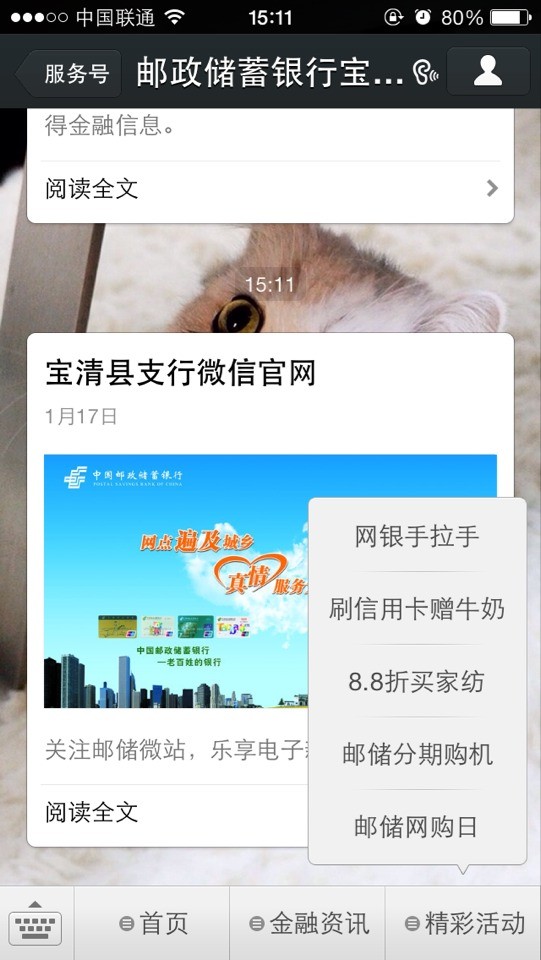 中国联通 15:11 80%
服务号 邮政储蓄银行宝...
得金融信息。
阅读全文
15:11
宝清县支行微信官网
1月17日
中国邮政储蓄银行
POSTAL SAVINGS BANK OF CHINA
网点遍及城乡
真情服务
中国邮政储蓄银行
—老百姓的银行
关注邮储微站，乐享电子
阅读全文
网银手拉手
刷信用卡赠牛奶
8.8折买家纺
邮储分期购机
邮储网购日
首页 金融资讯 精彩活动